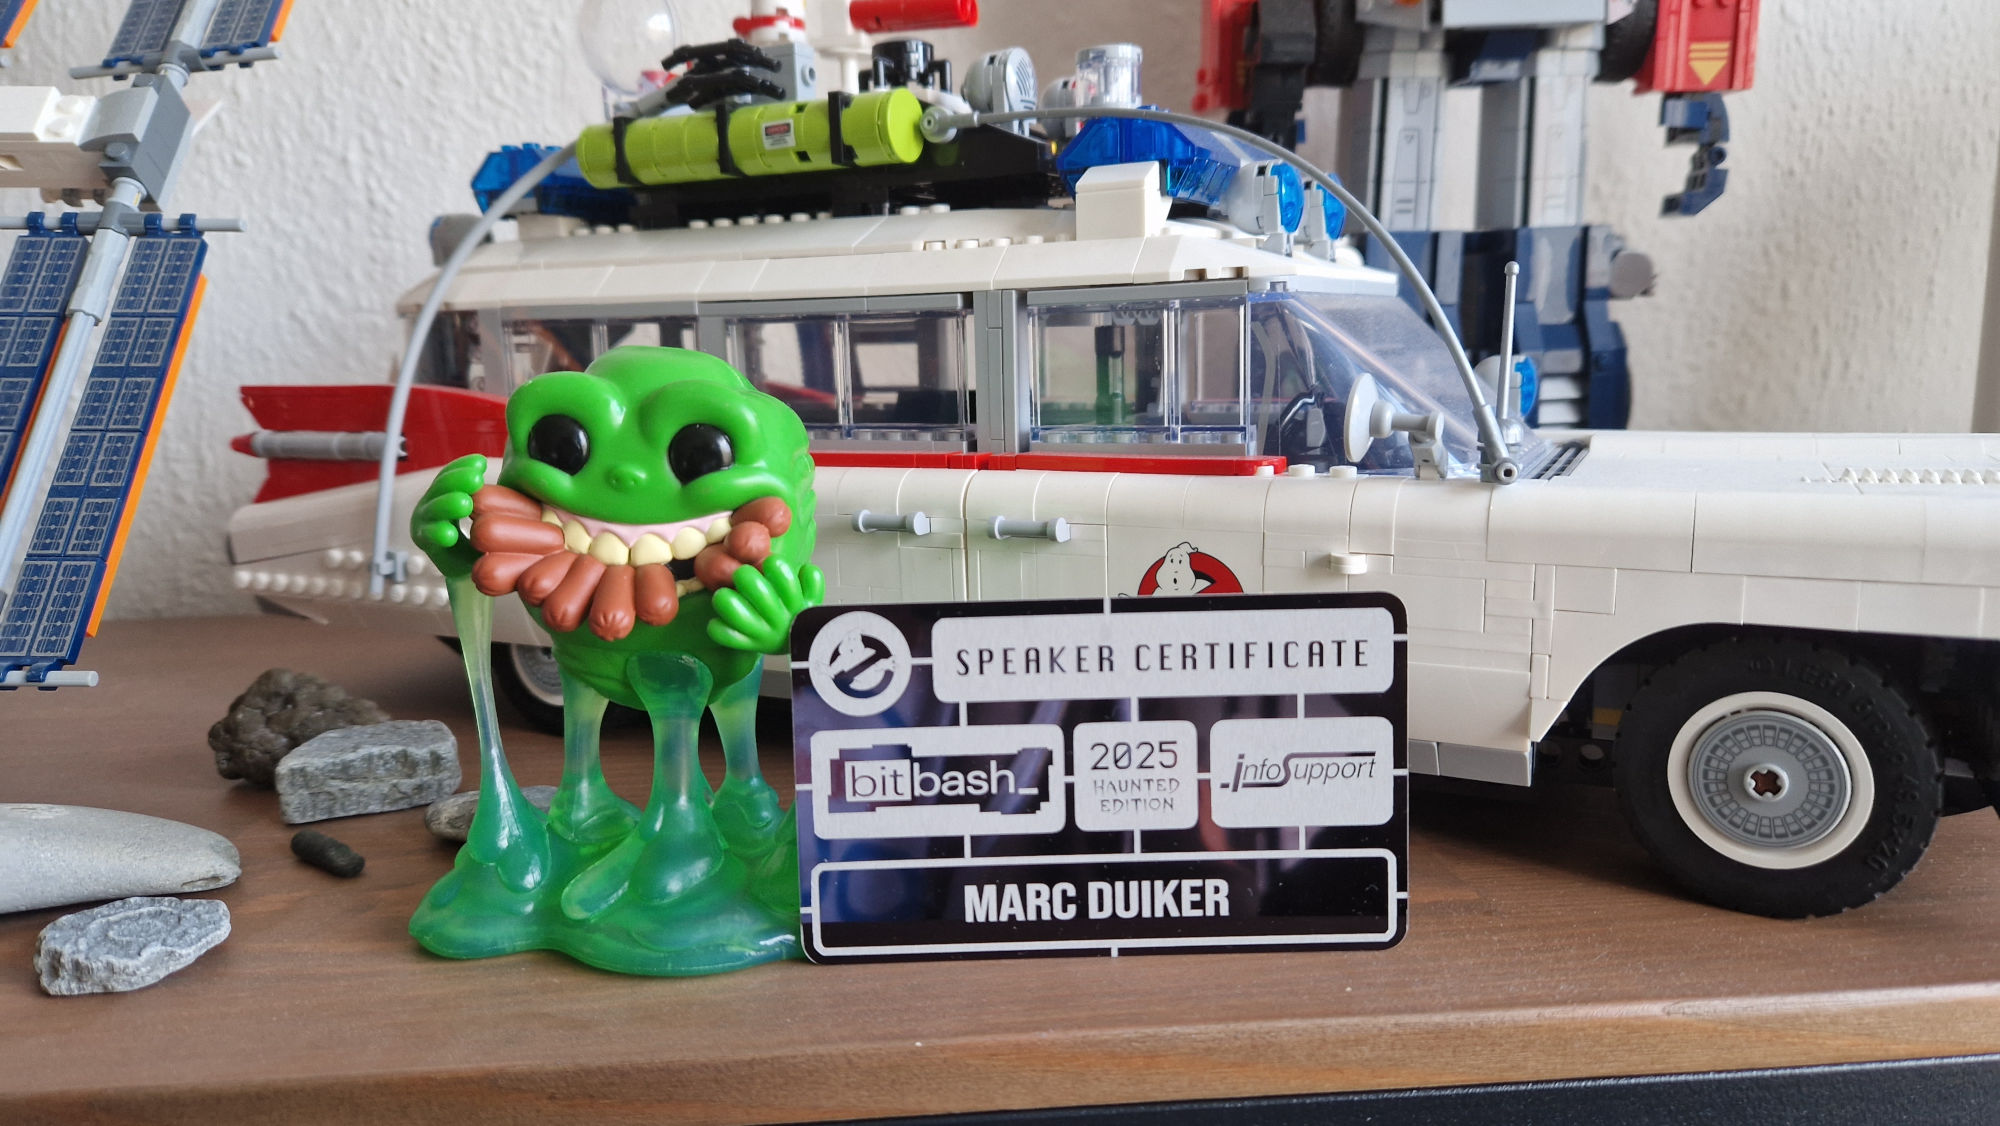 SPEAKER CERTIFICATE
bitbash_
2025
HAUNTED
EDITION
infoSupport
MARC DUIKER